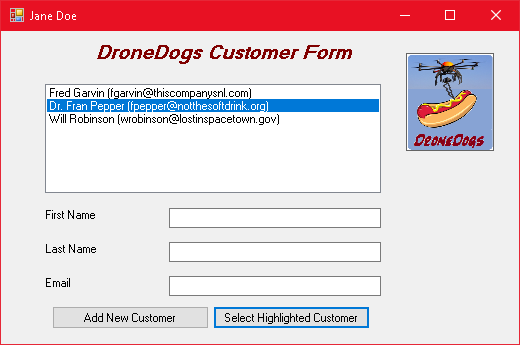 Jane Doe
DroneDogs Customer Form
Fred Garvin (fgarvin@thiscompanysnl.com)
Dr. Fran Pepper (fpepper@notthesoftdrink.org)
Will Robinson (wrobinson@lostinspacetown.gov)
DRONEDOGS
First Name
Last Name
Email
Add New Customer
Select Highlighted Customer